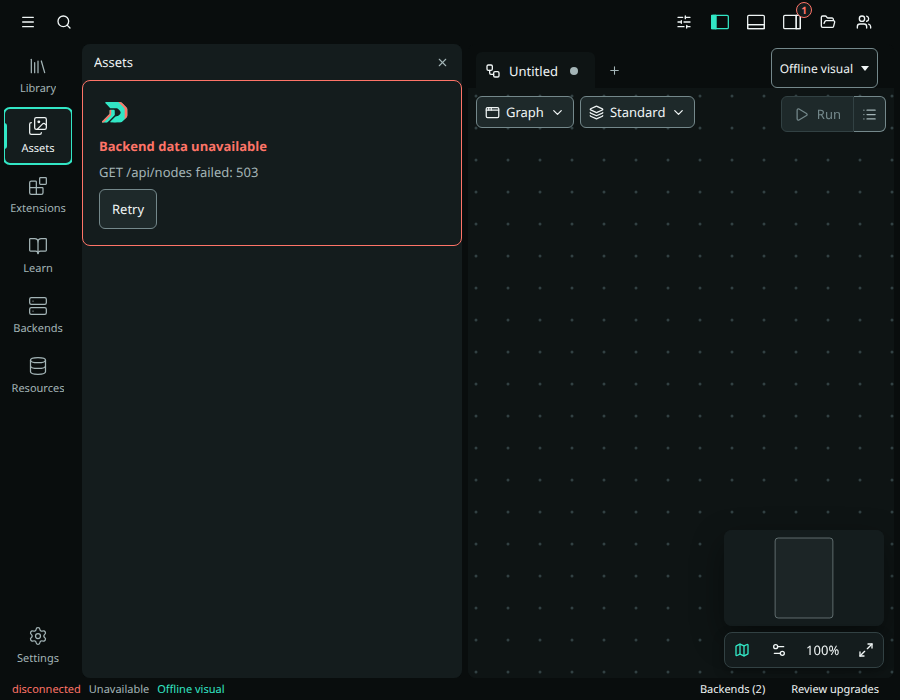 1
Library
Assets
Extensions
Learn
Backends
Resources
Settings
Assets
Backend data unavailable
GET /api/nodes failed: 503
Retry
Untitled
Offline visual
Graph
Standard
Run
100%
disconnected Unavailable Offline visual
Backends (2) Review upgrades